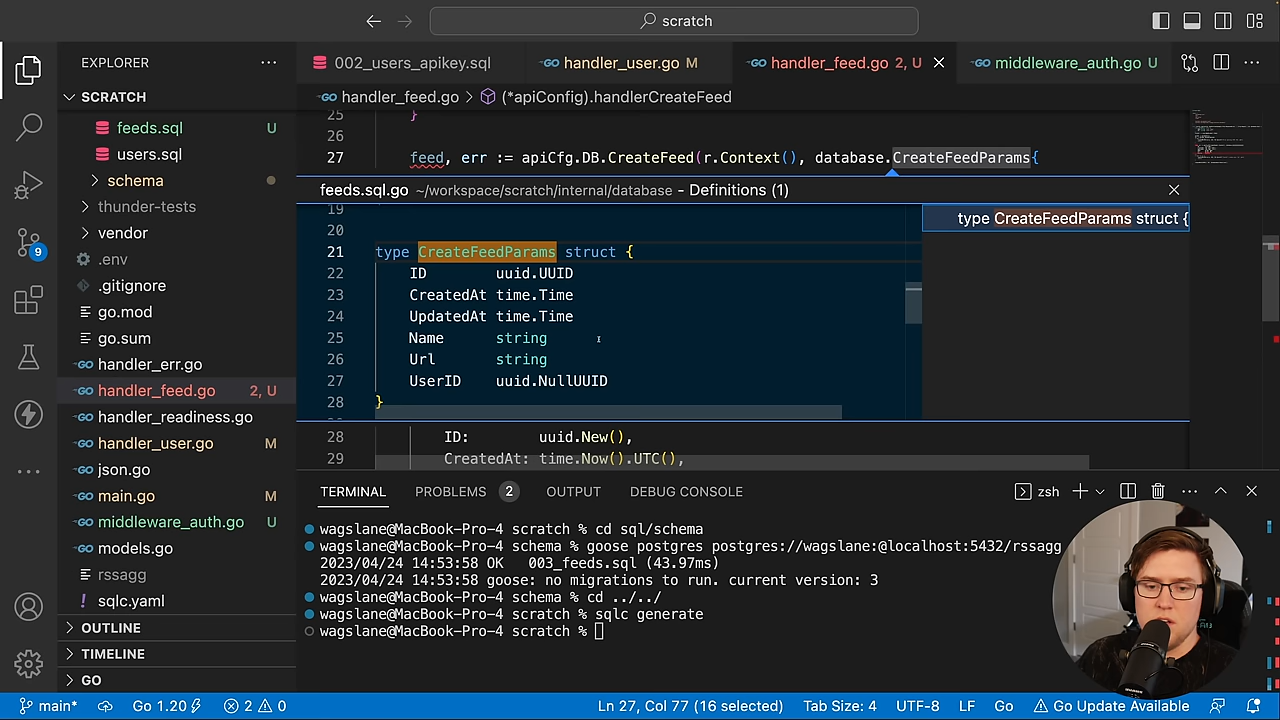 scratch
EXPLORER
SCRATCH
feeds.sql U
users.sql
schema
thunder-tests
vendor
.env
.gitignore
go.mod
go.sum
handler_err.go
handler_feed.go 2, U
handler_readiness.go
handler_user.go M
json.go
main.go M
middleware_auth.go U
models.go
rssagg
! sqlc.yaml
OUTLINE
TIMELINE
GO
9
002_users_apikey.sql
GO handler_user.go M
GO handler_feed.go 2, U
GO middleware_auth.go U
GO handler_feed.go > (*apiConfig).handlerCreateFeed
25 }
26
27 feed, err := apiCfg.DB.CreateFeed(r.Context(), database.CreateFeedParams{
feeds.sql.go ~/workspace/scratch/internal/database - Definitions (1)
19
20
21 type CreateFeedParams struct {
22 ID uuid.UUID
23 CreatedAt time.Time
24 UpdatedAt time.Time
25 Name string
26 Url string
27 UserID uuid.NullUUID
28 }
type CreateFeedParams struct {
28 ID: uuid.New(),
29 CreatedAt: time.Now().UTC(),
TERMINAL PROBLEMS 2 OUTPUT DEBUG CONSOLE zsh
wagslane@MacBook-Pro-4 scratch % cd sql/schema
wagslane@MacBook-Pro-4 schema % goose postgres postgres://wagslane:@localhost:5432/rssagg
2023/04/24 14:53:58 OK 003_feeds.sql (43.97ms)
2023/04/24 14:53:58 goose: no migrations to run. current version: 3
wagslane@MacBook-Pro-4 schema % cd ../../
wagslane@MacBook-Pro-4 scratch % sqlc generate
wagslane@MacBook-Pro-4 scratch %
main* Go 1.20 2 0 Ln 27, Col 77 (16 selected) Tab Size: 4 UTF-8 LF Go Go Update Available